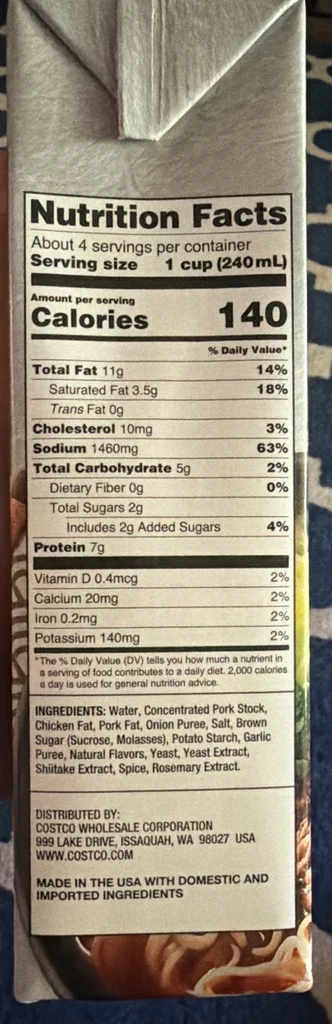 Nutrition Facts
About 4 servings per container
Serving size 1 cup (240mL)
Amount per serving
Calories 140
% Daily Value*
Total Fat 11g 14%
Saturated Fat 3.5g 18%
Trans Fat 0g
Cholesterol 10mg 3%
Sodium 1460mg 63%
Total Carbohydrate 5g 2%
Dietary Fiber 0g 0%
Total Sugars 2g
Includes 2g Added Sugars 4%
Protein 7g
Vitamin D 0.4mcg 2%
Calcium 20mg 2%
Iron 0.2mg 2%
Potassium 140mg 2%
*The % Daily Value (DV) tells you how much a nutrient in
a serving of food contributes to a daily diet. 2,000 calories
a day is used for general nutrition advice.
INGREDIENTS: Water, Concentrated Pork Stock,
Chicken Fat, Pork Fat, Onion Puree, Salt, Brown
Sugar (Sucrose, Molasses), Potato Starch, Garlic
Puree, Natural Flavors, Yeast, Yeast Extract,
Shiitake Extract, Spice, Rosemary Extract.
DISTRIBUTED BY:
COSTCO WHOLESALE CORPORATION
999 LAKE DRIVE, ISSAQUAH, WA 98027 USA
WWW.COSTCO.COM
MADE IN THE USA WITH DOMESTIC AND
IMPORTED INGREDIENTS